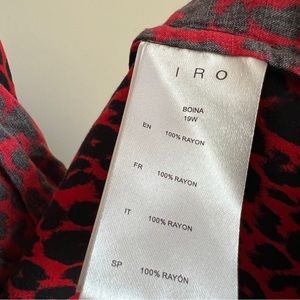 IRO
BOINA
19W
EN 100% RAYON
FR 100% RAYON
IT 100% RAYON
SP 100% RAYÓN